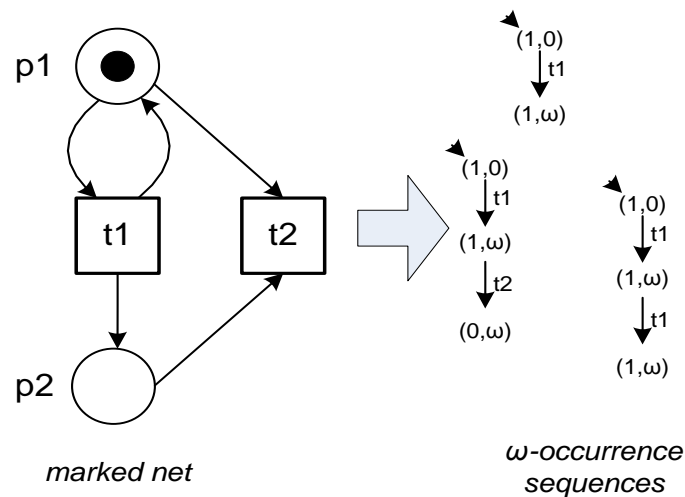 p1
t1
t2
p2
marked net
(1,0)
t1
(1,ω)
(1,0)
t1
(1,ω)
t2
(0,ω)
(1,0)
t1
(1,ω)
t1
(1,ω)
ω-occurrence
sequences